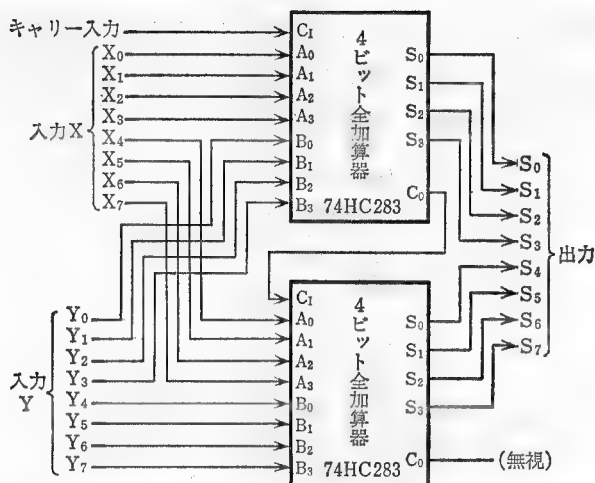 キャリー入力
入力X
X₀
X₁
X₂
X₃
X₄
X₅
X₆
X₇
C_I
A₀
A₁
A₂
A₃
B₀
B₁
B₂
B₃
4ビット全加算器
74HC283
S₀
S₁
S₂
S₃
C₀
入力
Y
Y₀
Y₁
Y₂
Y₃
Y₄
Y₅
Y₆
Y₇
C_I
A₀
A₁
A₂
A₃
B₀
B₁
B₂
B₃
4ビット全加算器
74HC283
S₀
S₁
S₂
S₃
C₀
S₀
S₁
S₂
S₃
S₄
S₅
S₆
S₇
出力
(無視)